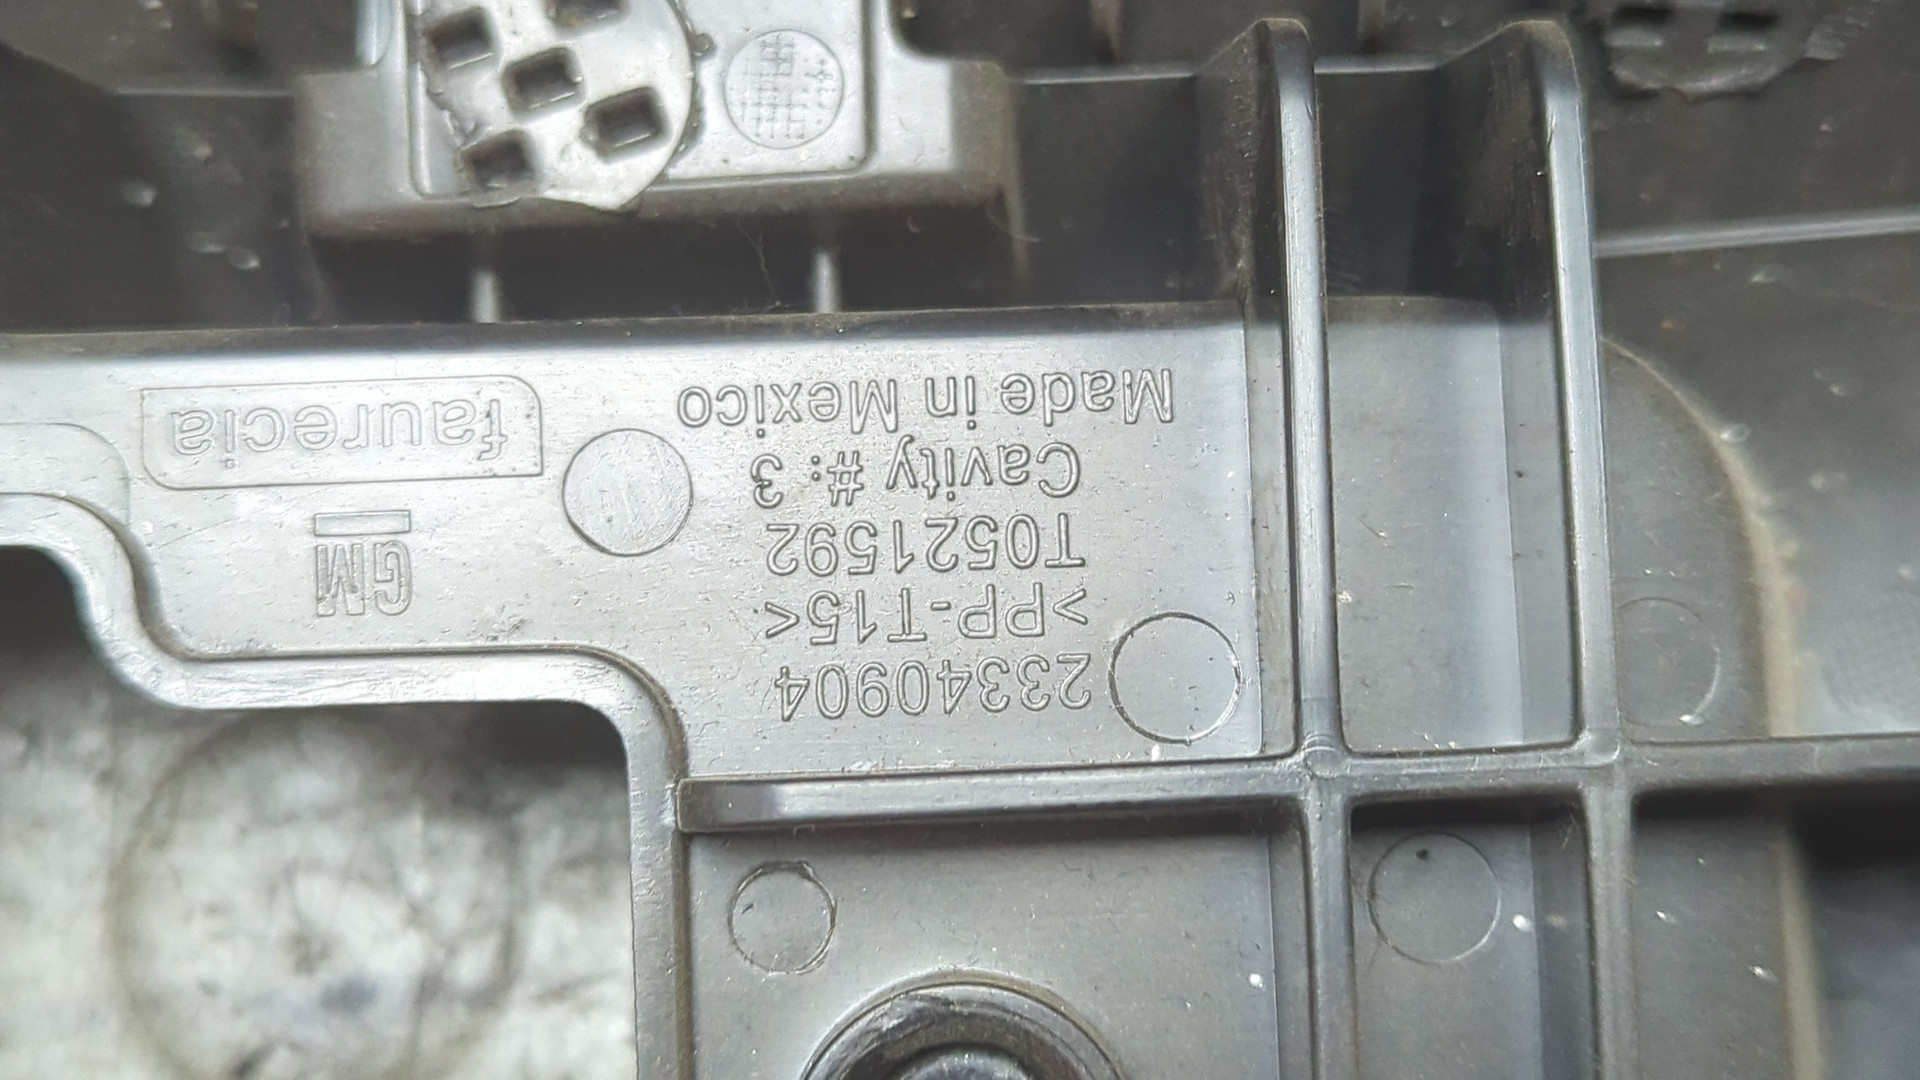 23340904
>PP-T15<
T0521592
Cavity #: 3
Made in Mexico
GM
faurecia